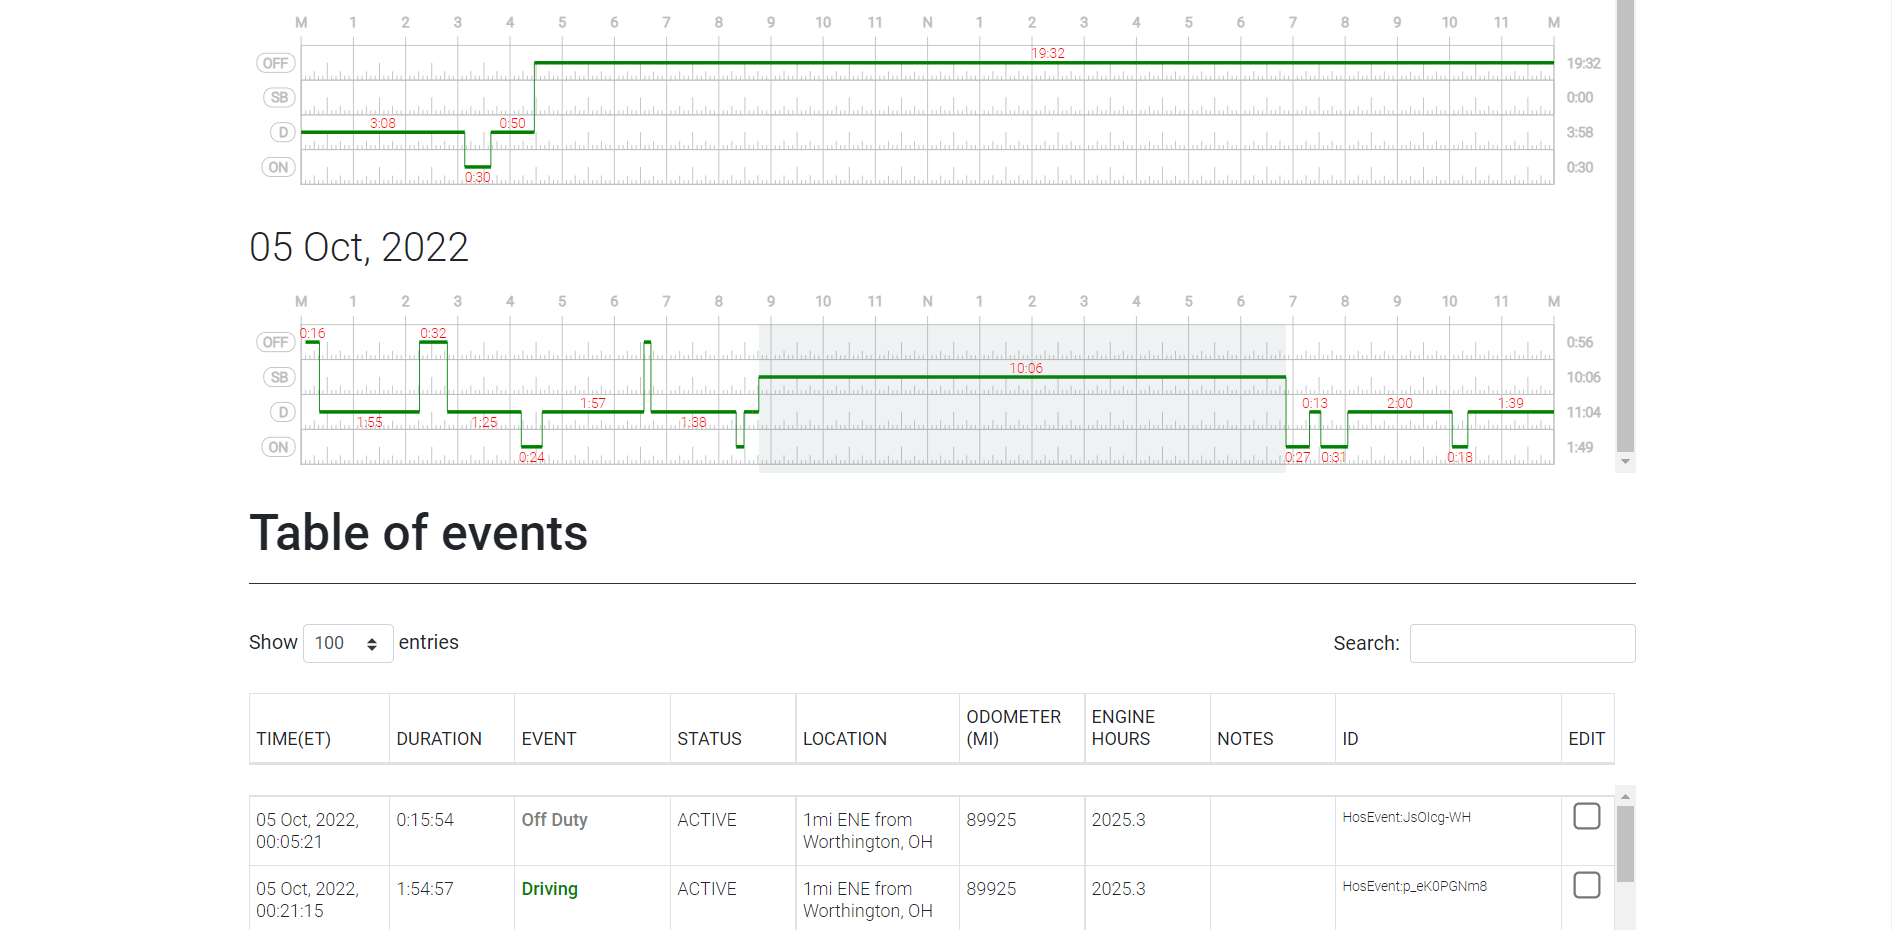 M 1 2 3 4 5 6 7 8 9 10 11 N 1 2 3 4 5 6 7 8 9 10 11 M
OFF 19:32 19:32
SB 0:00
D 3:08 0:50 3:58
ON 0:30 0:30
05 Oct, 2022
M 1 2 3 4 5 6 7 8 9 10 11 N 1 2 3 4 5 6 7 8 9 10 11 M
0:16 0:32
OFF 0:56
SB 10:06 10:06
1:57 0:13 2:00 1:39
D 11:04
1:55 1:25 1:38
ON 1:49
0:24 0:27 0:31 0:18
Table of events
Show 100 entries Search:
TIME(ET) DURATION EVENT STATUS LOCATION ODOMETER (MI) ENGINE HOURS NOTES ID EDIT
05 Oct, 2022, 0:15:54 Off Duty ACTIVE 1mi ENE from 89925 2025.3 HosEvent:JsOIcg-WH
00:05:21 Worthington, OH
05 Oct, 2022, 1:54:57 Driving ACTIVE 1mi ENE from 89925 2025.3 HosEvent:p_eK0PGNm8
00:21:15 Worthington, OH